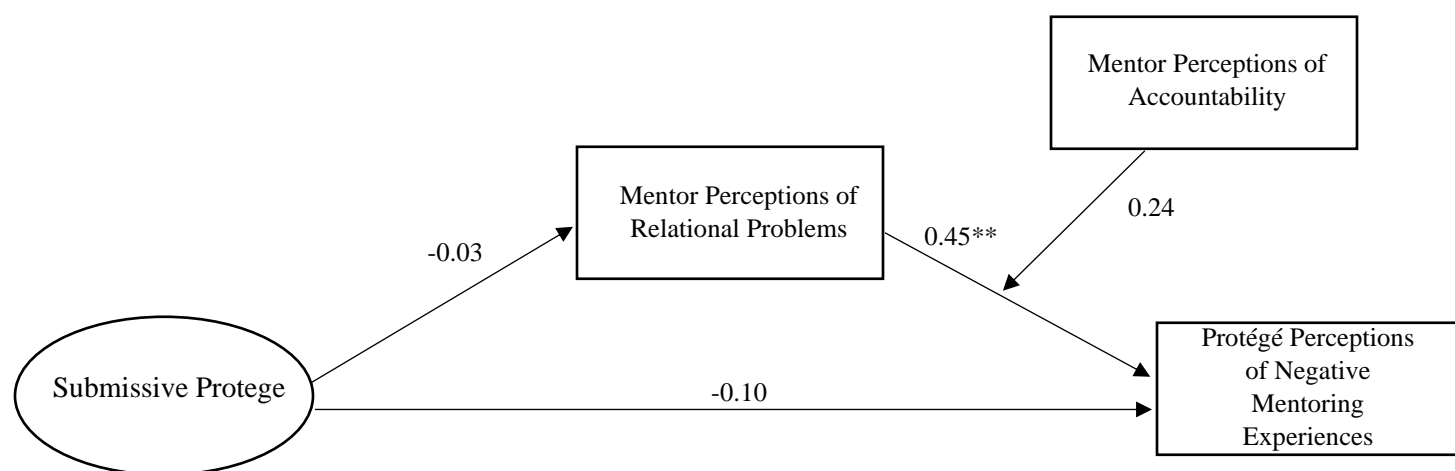 Mentor Perceptions of
Accountability
Mentor Perceptions of
Relational Problems
0.24
0.45**
-0.03
Protégé Perceptions
of Negative
Mentoring
Experiences
Submissive Protege
-0.10